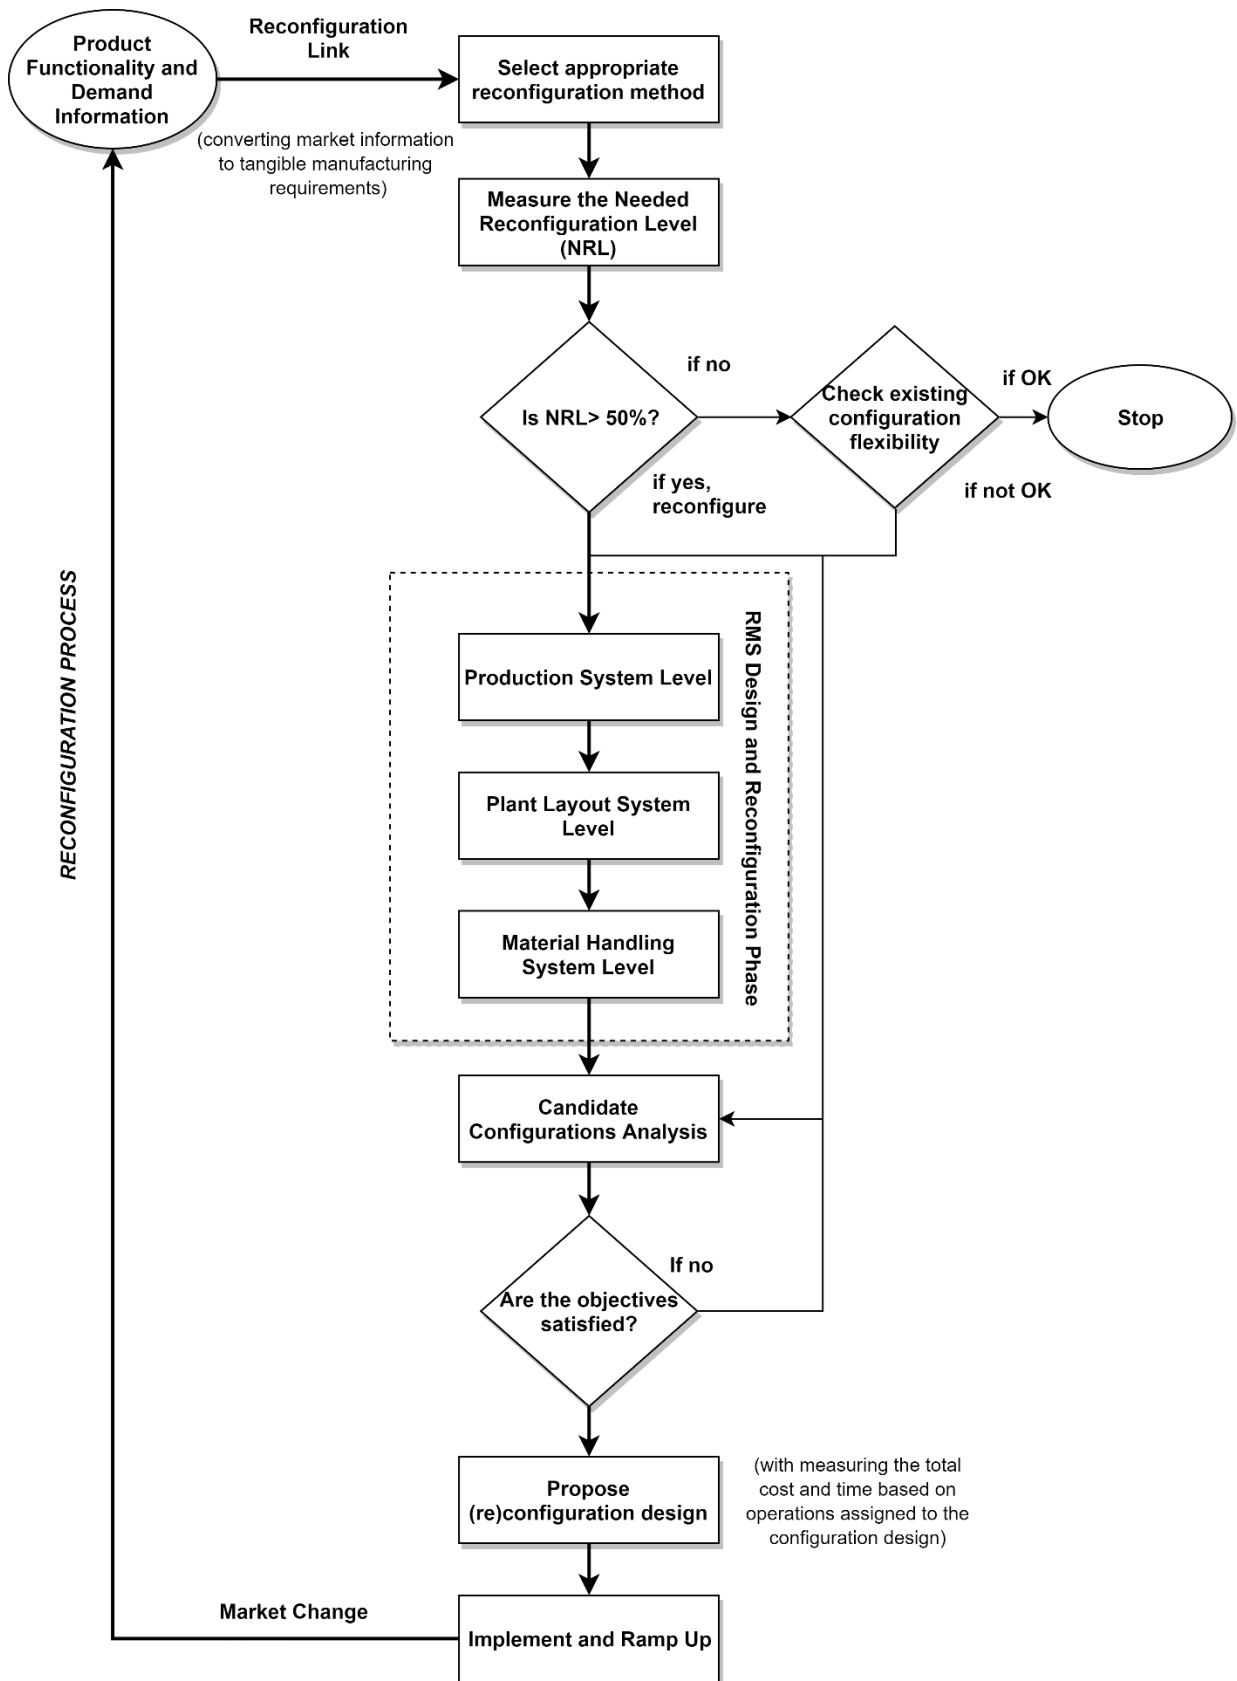 Product
Functionality and
Demand
Information
Reconfiguration
Link
(converting market information
to tangible manufacturing
requirements)
Select appropriate
reconfiguration method
Measure the Needed
Reconfiguration Level
(NRL)
Is NRL> 50%?
if no
if yes,
reconfigure
Check existing
configuration
flexibility
if OK
if not OK
Stop
RECONFIGURATION PROCESS
RMS Design and Reconfiguration Phase
Production System Level
Plant Layout System
Level
Material Handling
System Level
Candidate
Configurations Analysis
Are the objectives
satisfied?
If no
Propose
(re)configuration design
(with measuring the total
cost and time based on
operations assigned to the
configuration design)
Market Change
Implement and Ramp Up